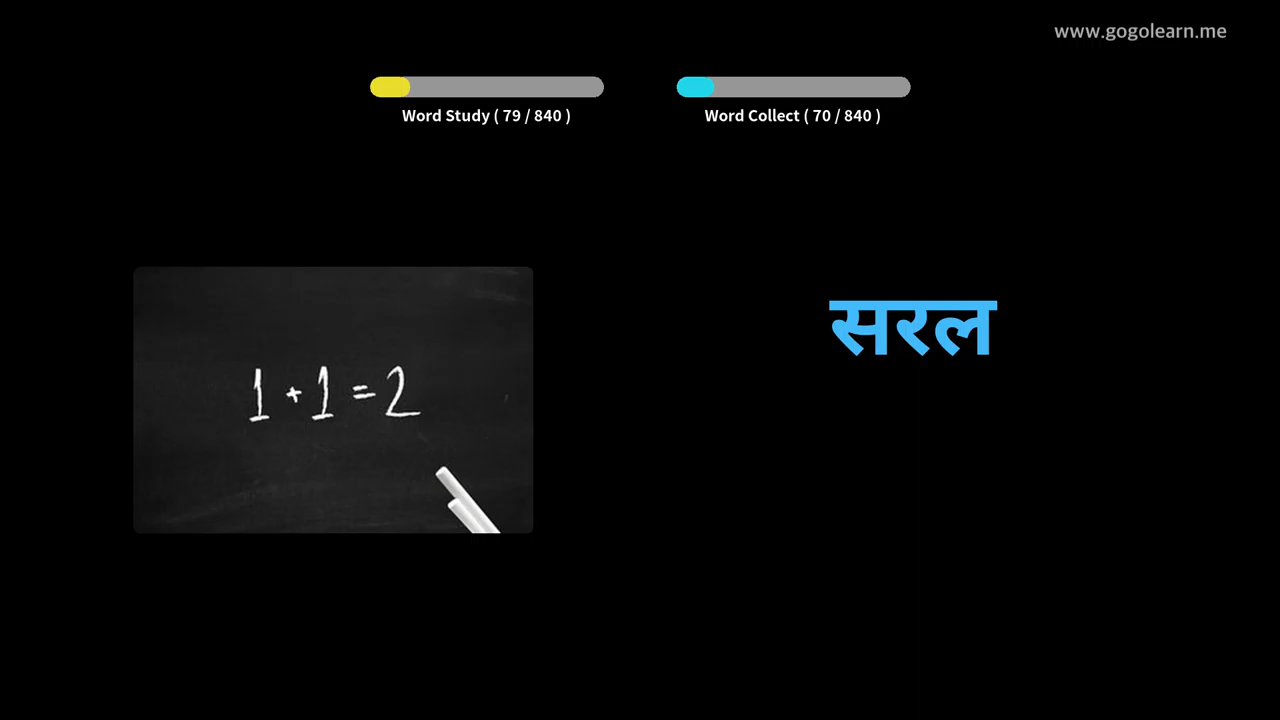 www.gogolearn.me
Word Study ( 79 / 840 )
Word Collect ( 70 / 840 )
सरल
1 + 1 = 2